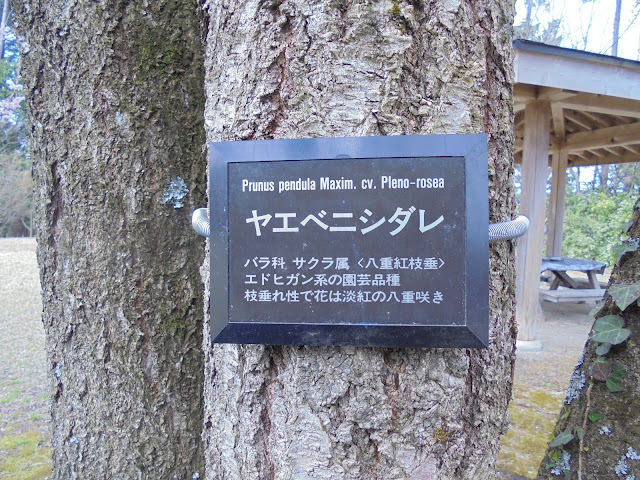 Prunus pendula Maxim. cv. Pleno-rosea
ヤエベニシダレ
バラ科 サクラ属 〈八重紅枝垂〉
エドヒガン系の園芸品種
枝垂れ性で花は淡紅の八重咲き